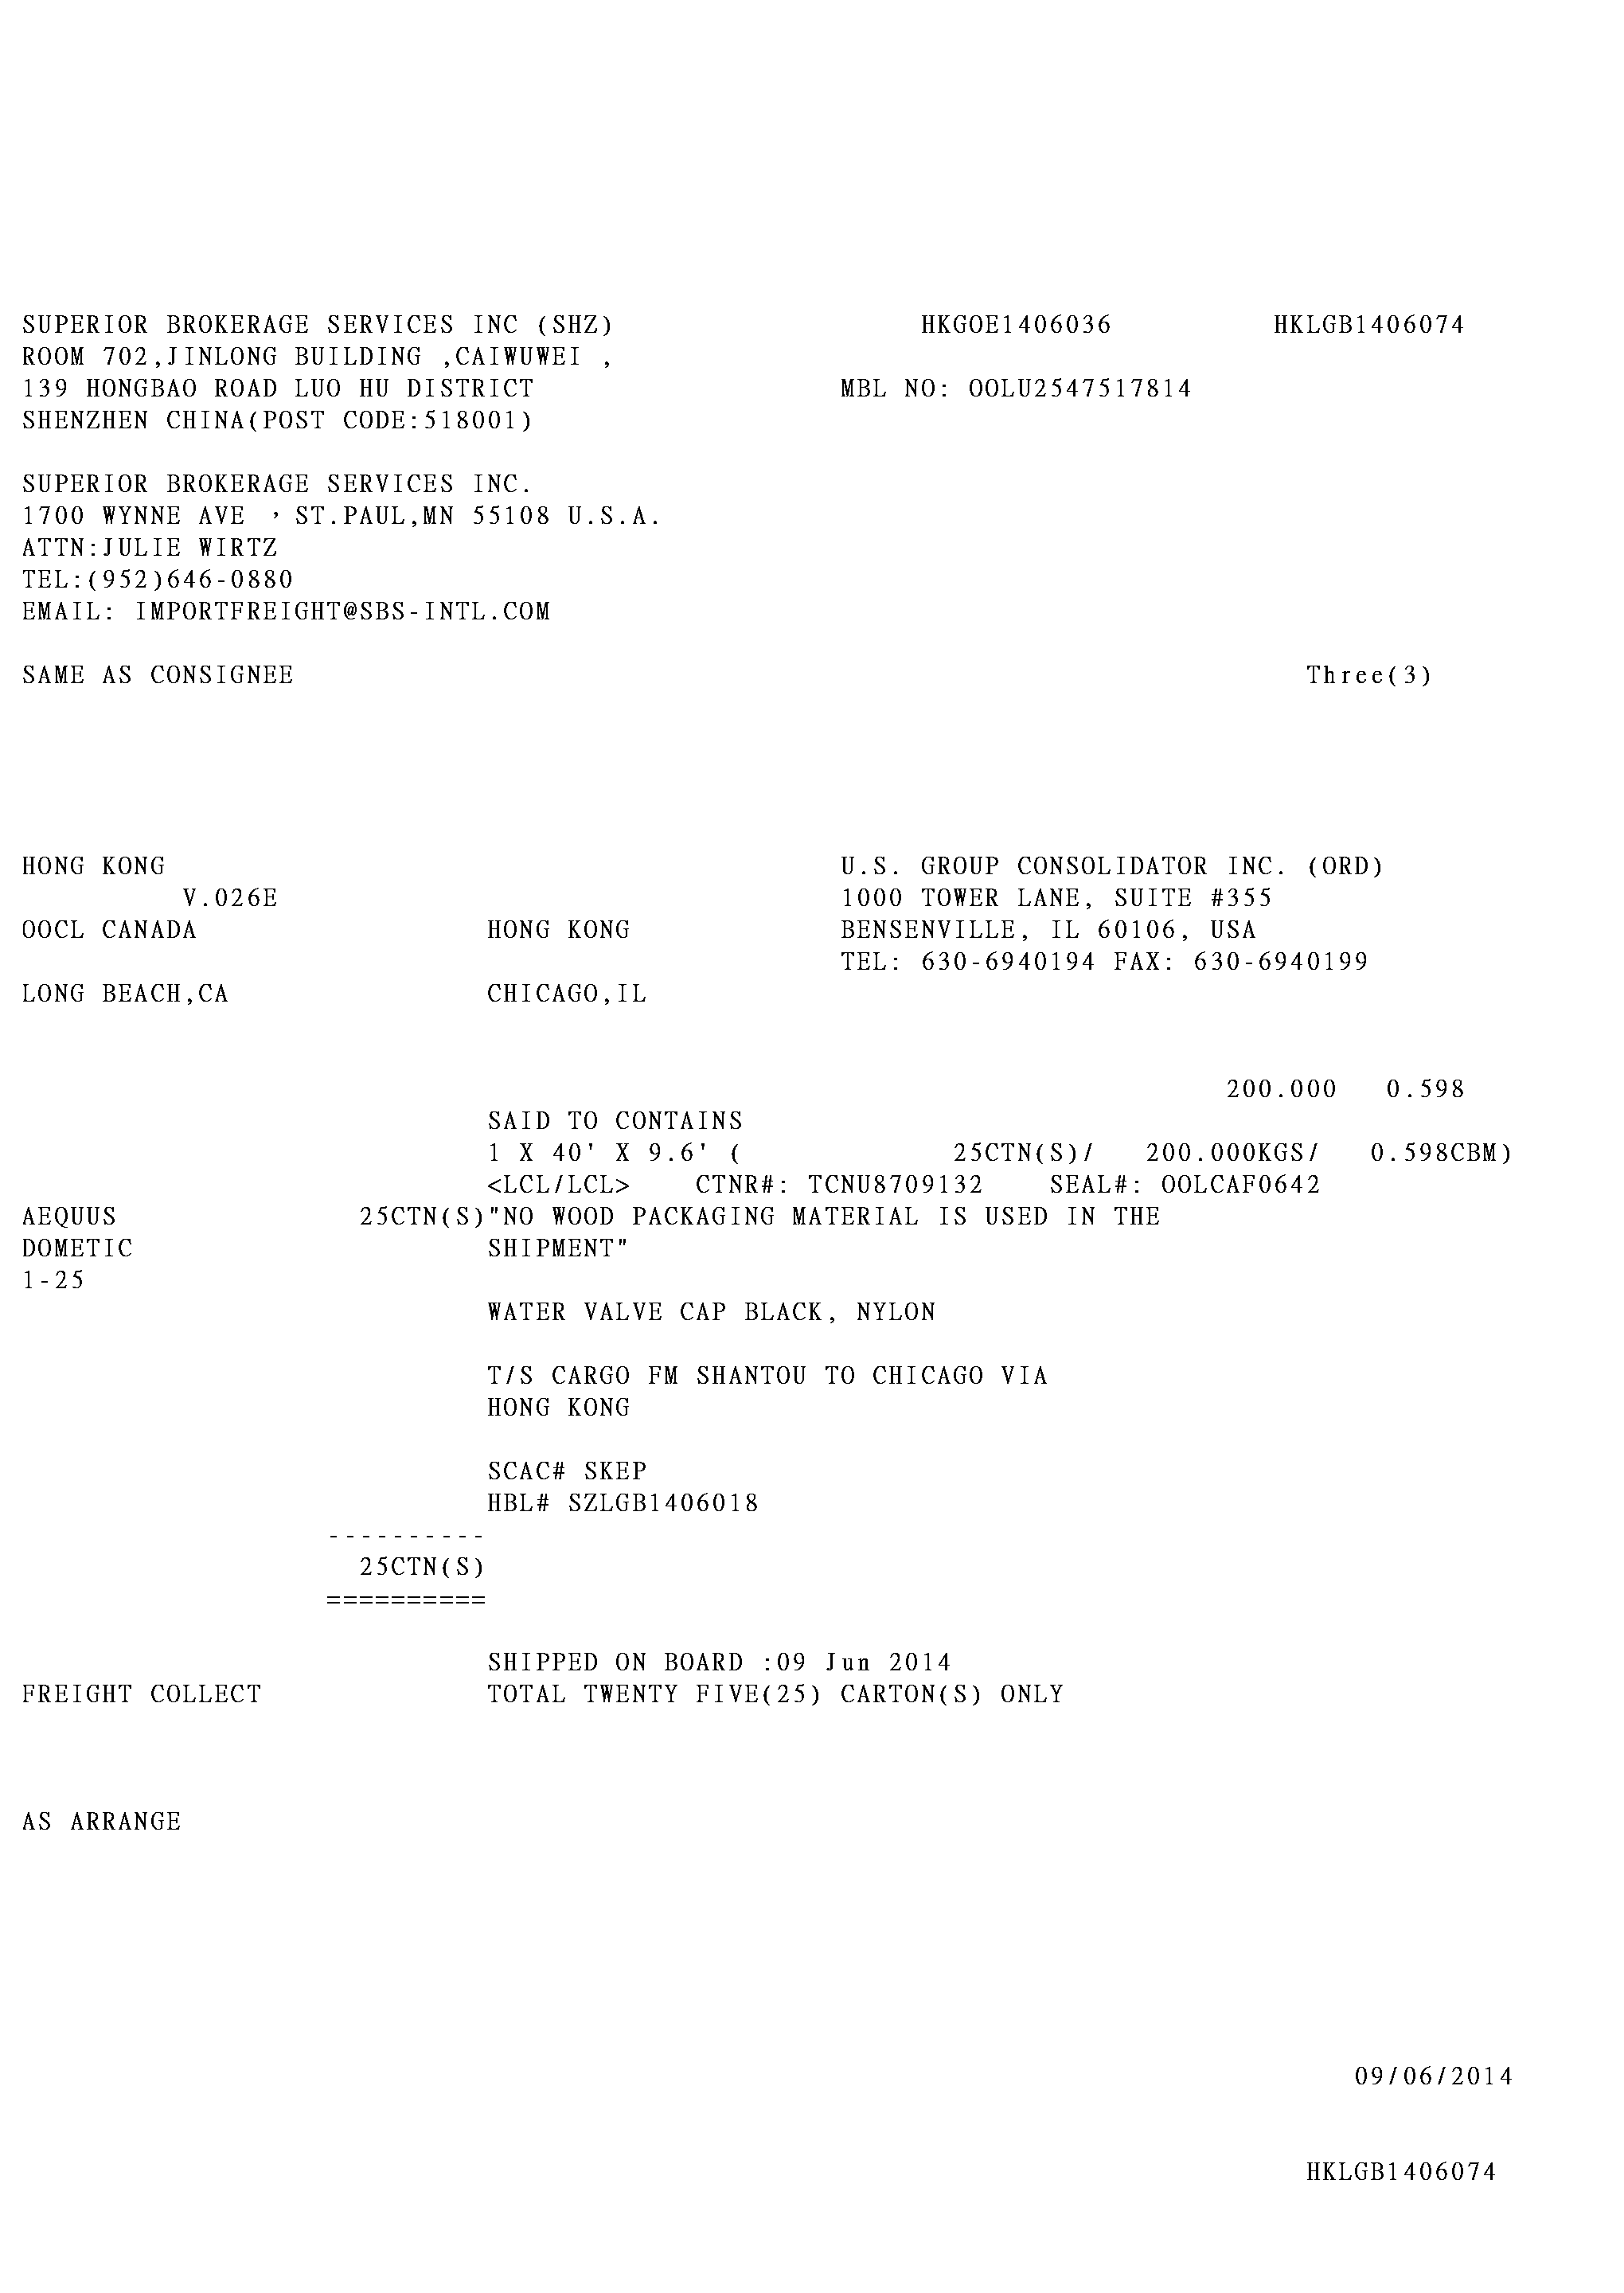 SUPERIOR BROKERAGE SERVICES INC (SHZ) HKGOE1406036 HKLGB1406074
ROOM 702,JINLONG BUILDING ,CAIWUWEI ,
139 HONGBAO ROAD LUO HU DISTRICT MBL NO: OOLU2547517814
SHENZHEN CHINA(POST CODE:518001)
SUPERIOR BROKERAGE SERVICES INC.
1700 WYNNE AVE , ST.PAUL,MN 55108 U.S.A.
ATTN:JULIE WIRTZ
TEL:(952)646-0880
EMAIL: IMPORTFREIGHT@SBS-INTL.COM
SAME AS CONSIGNEE Three(3)
HONG KONG U.S. GROUP CONSOLIDATOR INC. (ORD)
V.026E 1000 TOWER LANE, SUITE #355
OOCL CANADA HONG KONG BENSENVILLE, IL 60106, USA
TEL: 630-6940194 FAX: 630-6940199
LONG BEACH,CA CHICAGO,IL
200.000 0.598
SAID TO CONTAINS
1 X 40' X 9.6' ( 25CTN(S)/ 200.000KGS/ 0.598CBM)
<LCL/LCL> CTNR#: TCNU8709132 SEAL#: OOLCAF0642
AEQUUS 25CTN(S)"NO WOOD PACKAGING MATERIAL IS USED IN THE
DOMETIC SHIPMENT"
1-25
WATER VALVE CAP BLACK, NYLON
T/S CARGO FM SHANTOU TO CHICAGO VIA
HONG KONG
SCAC# SKEP
HBL# SZLGB1406018
----------
25CTN(S)
==========
SHIPPED ON BOARD :09 Jun 2014
FREIGHT COLLECT TOTAL TWENTY FIVE(25) CARTON(S) ONLY
AS ARRANGE
09/06/2014
HKLGB1406074